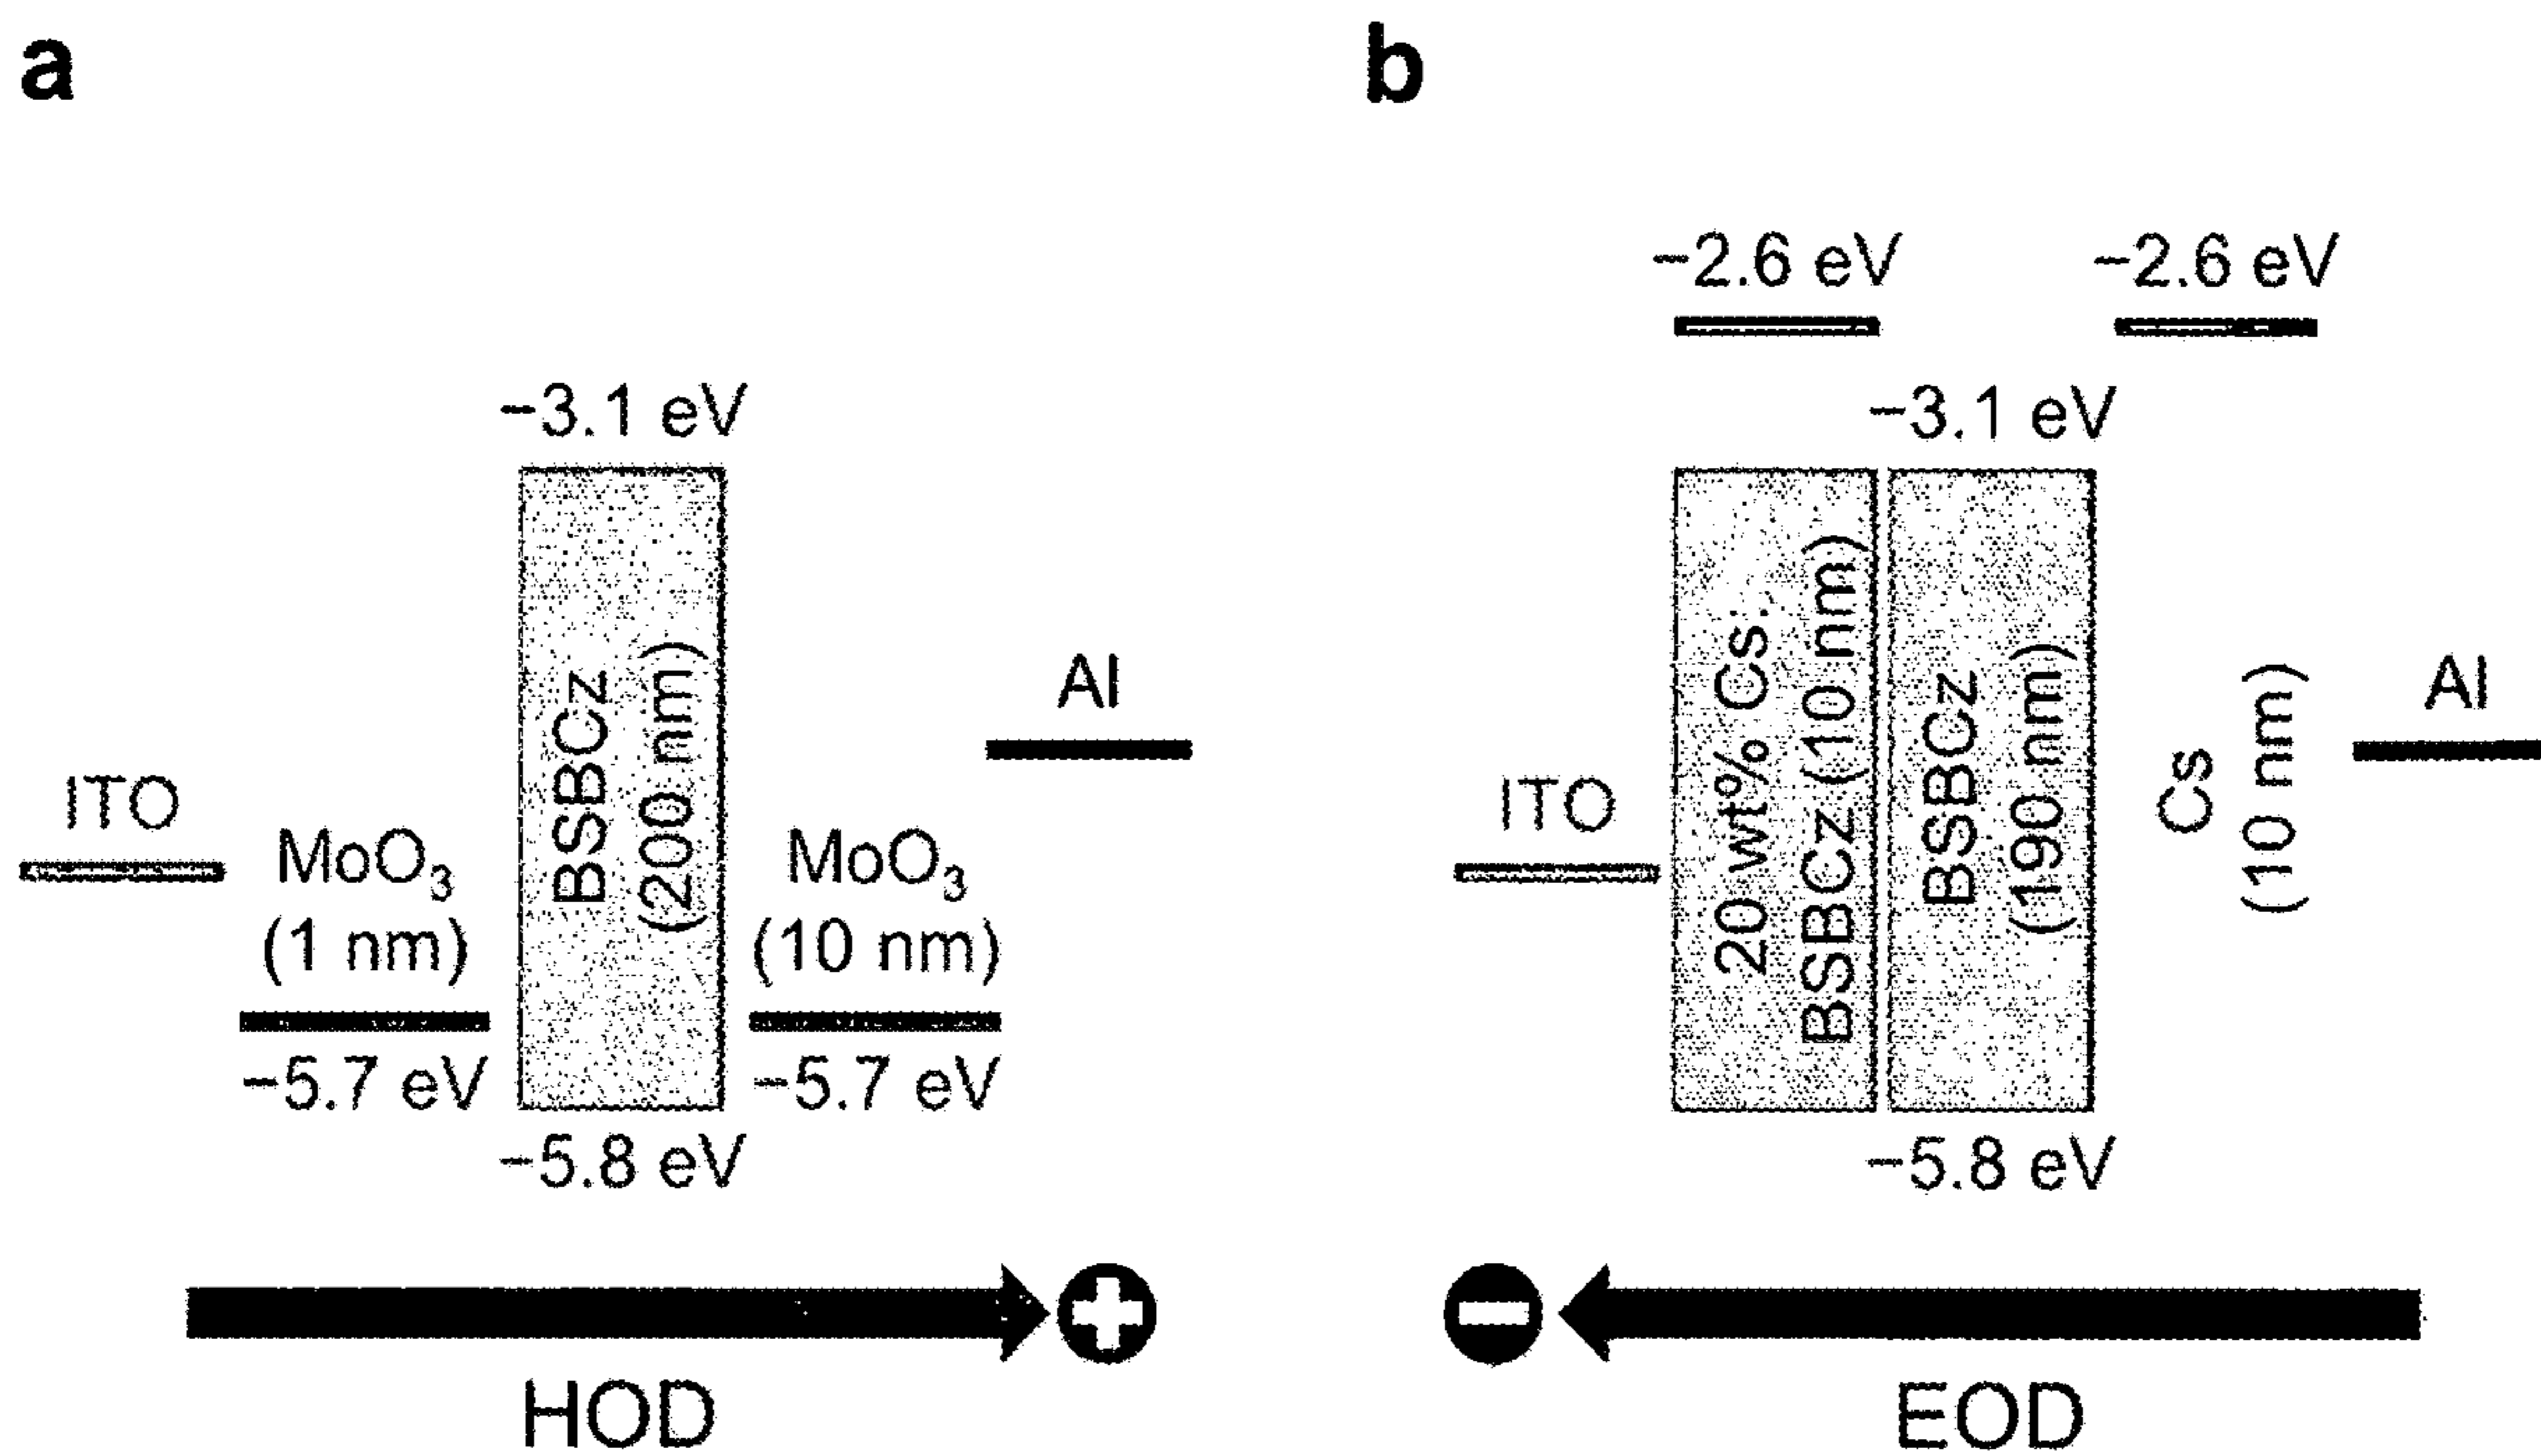 a
−3.1 eV
ITO
MoO₃
(1 nm)
−5.7 eV
BSBCz
(200 nm)
−5.8 eV
MoO₃
(10 nm)
−5.7 eV
Al
HOD
b
−2.6 eV
−2.6 eV
−3.1 eV
ITO
20 wt% Cs:
BSBCz (10 nm)
BSBCz
(190 nm)
−5.8 eV
Cs
(10 nm)
Al
EOD